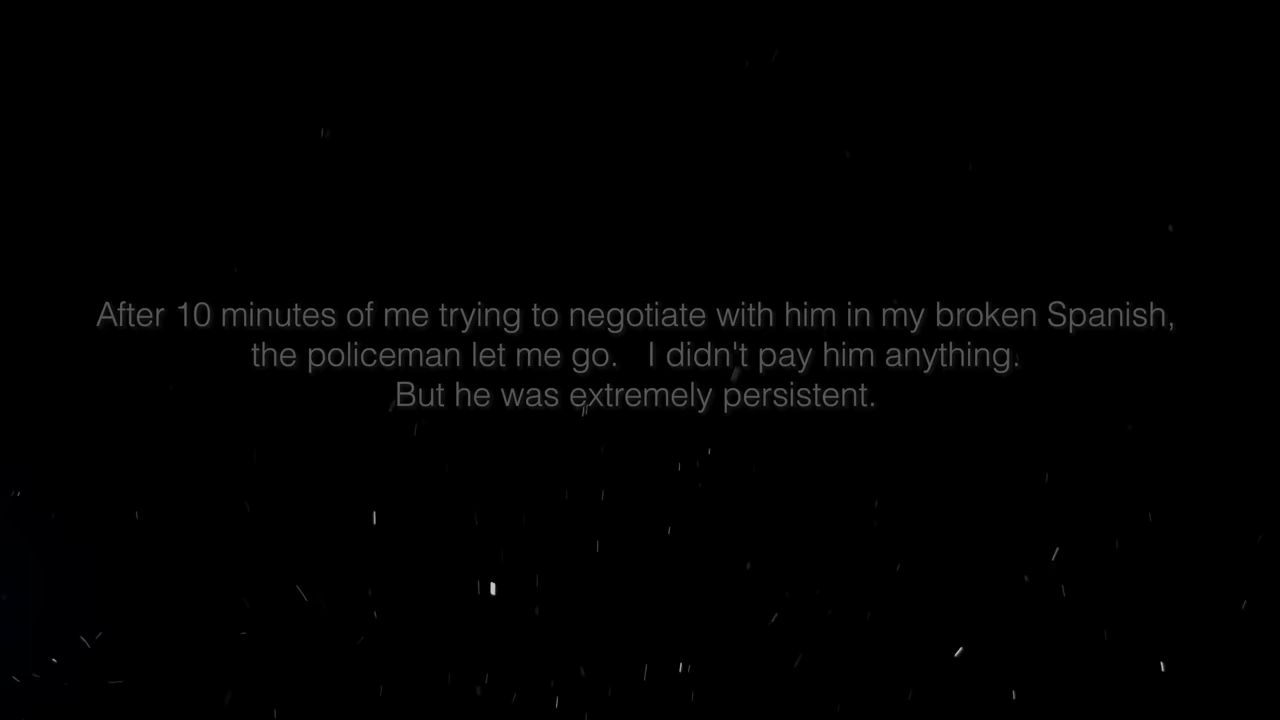 After 10 minutes of me trying to negotiate with him in my broken Spanish,
the policeman let me go.   I didn't pay him anything.
But he was extremely persistent.